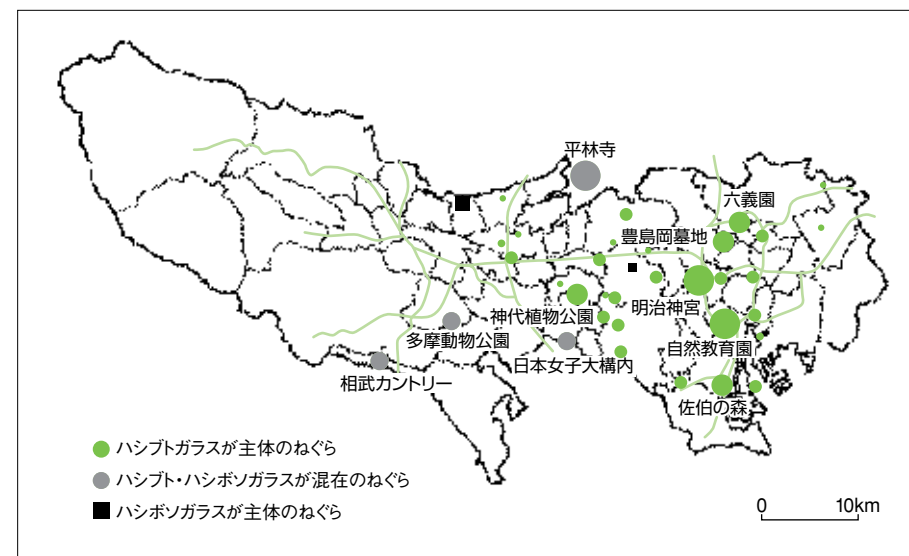 平林寺
六義園
豊島岡墓地
明治神宮
神代植物公園
自然教育園
多摩動物公園
日本女子大構内
相武カントリー
佐伯の森
ハシブトガラスが主体のねぐら
ハシブト・ハシボソガラスが混在のねぐら
ハシボソガラスが主体のねぐら
0 10km